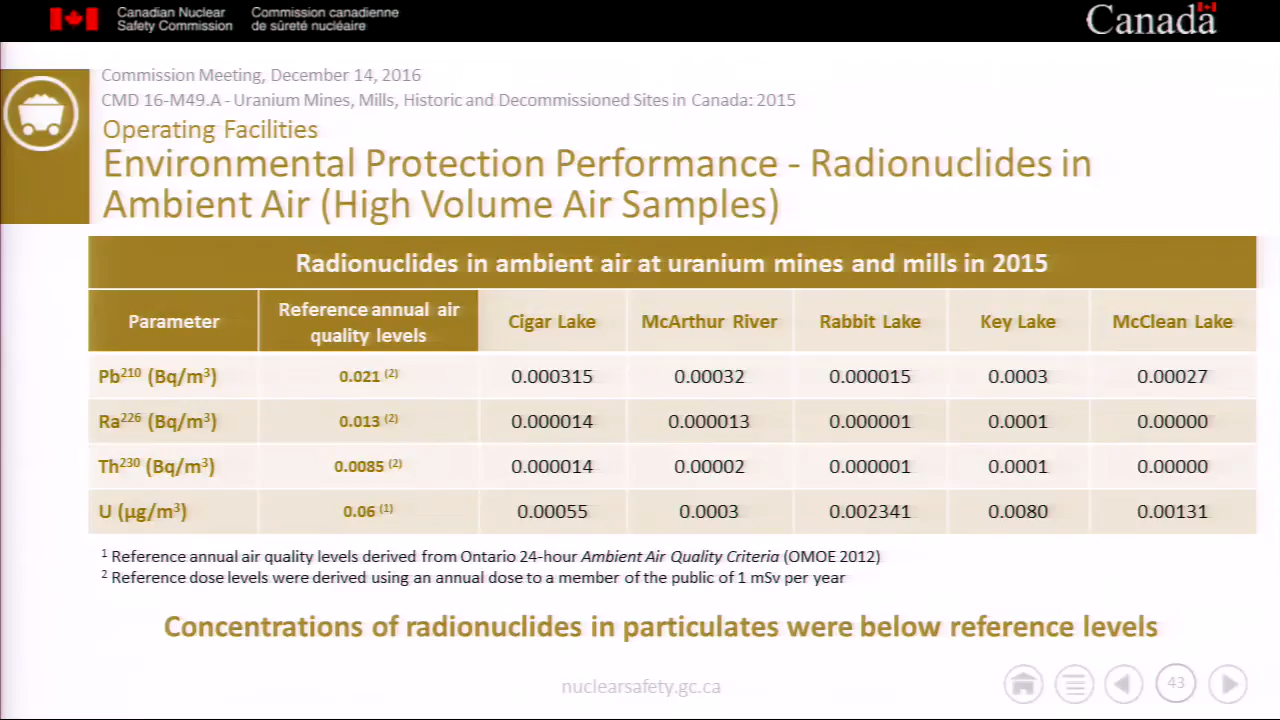 Canadian Nuclear Safety Commission
Commission canadienne de sûreté nucléaire
Canada
Commission Meeting, December 14, 2016
CMD 16-M49.A - Uranium Mines, Mills, Historic and Decommissioned Sites in Canada: 2015
Operating Facilities
Environmental Protection Performance - Radionuclides in
Ambient Air (High Volume Air Samples)
Radionuclides in ambient air at uranium mines and mills in 2015
Parameter Reference annual air quality levels Cigar Lake McArthur River Rabbit Lake Key Lake McClean Lake
Pb²¹⁰ (Bq/m³) 0.021 ⁽²⁾ 0.000315 0.00032 0.000015 0.0003 0.00027
Ra²²⁶ (Bq/m³) 0.013 ⁽²⁾ 0.000014 0.000013 0.000001 0.0001 0.00000
Th²³⁰ (Bq/m³) 0.0085 ⁽²⁾ 0.000014 0.00002 0.000001 0.0001 0.00000
U (µg/m³) 0.06 ⁽¹⁾ 0.00055 0.0003 0.002341 0.0080 0.00131
¹ Reference annual air quality levels derived from Ontario 24-hour Ambient Air Quality Criteria (OMOE 2012)
² Reference dose levels were derived using an annual dose to a member of the public of 1 mSv per year
Concentrations of radionuclides in particulates were below reference levels
nuclearsafety.gc.ca
43